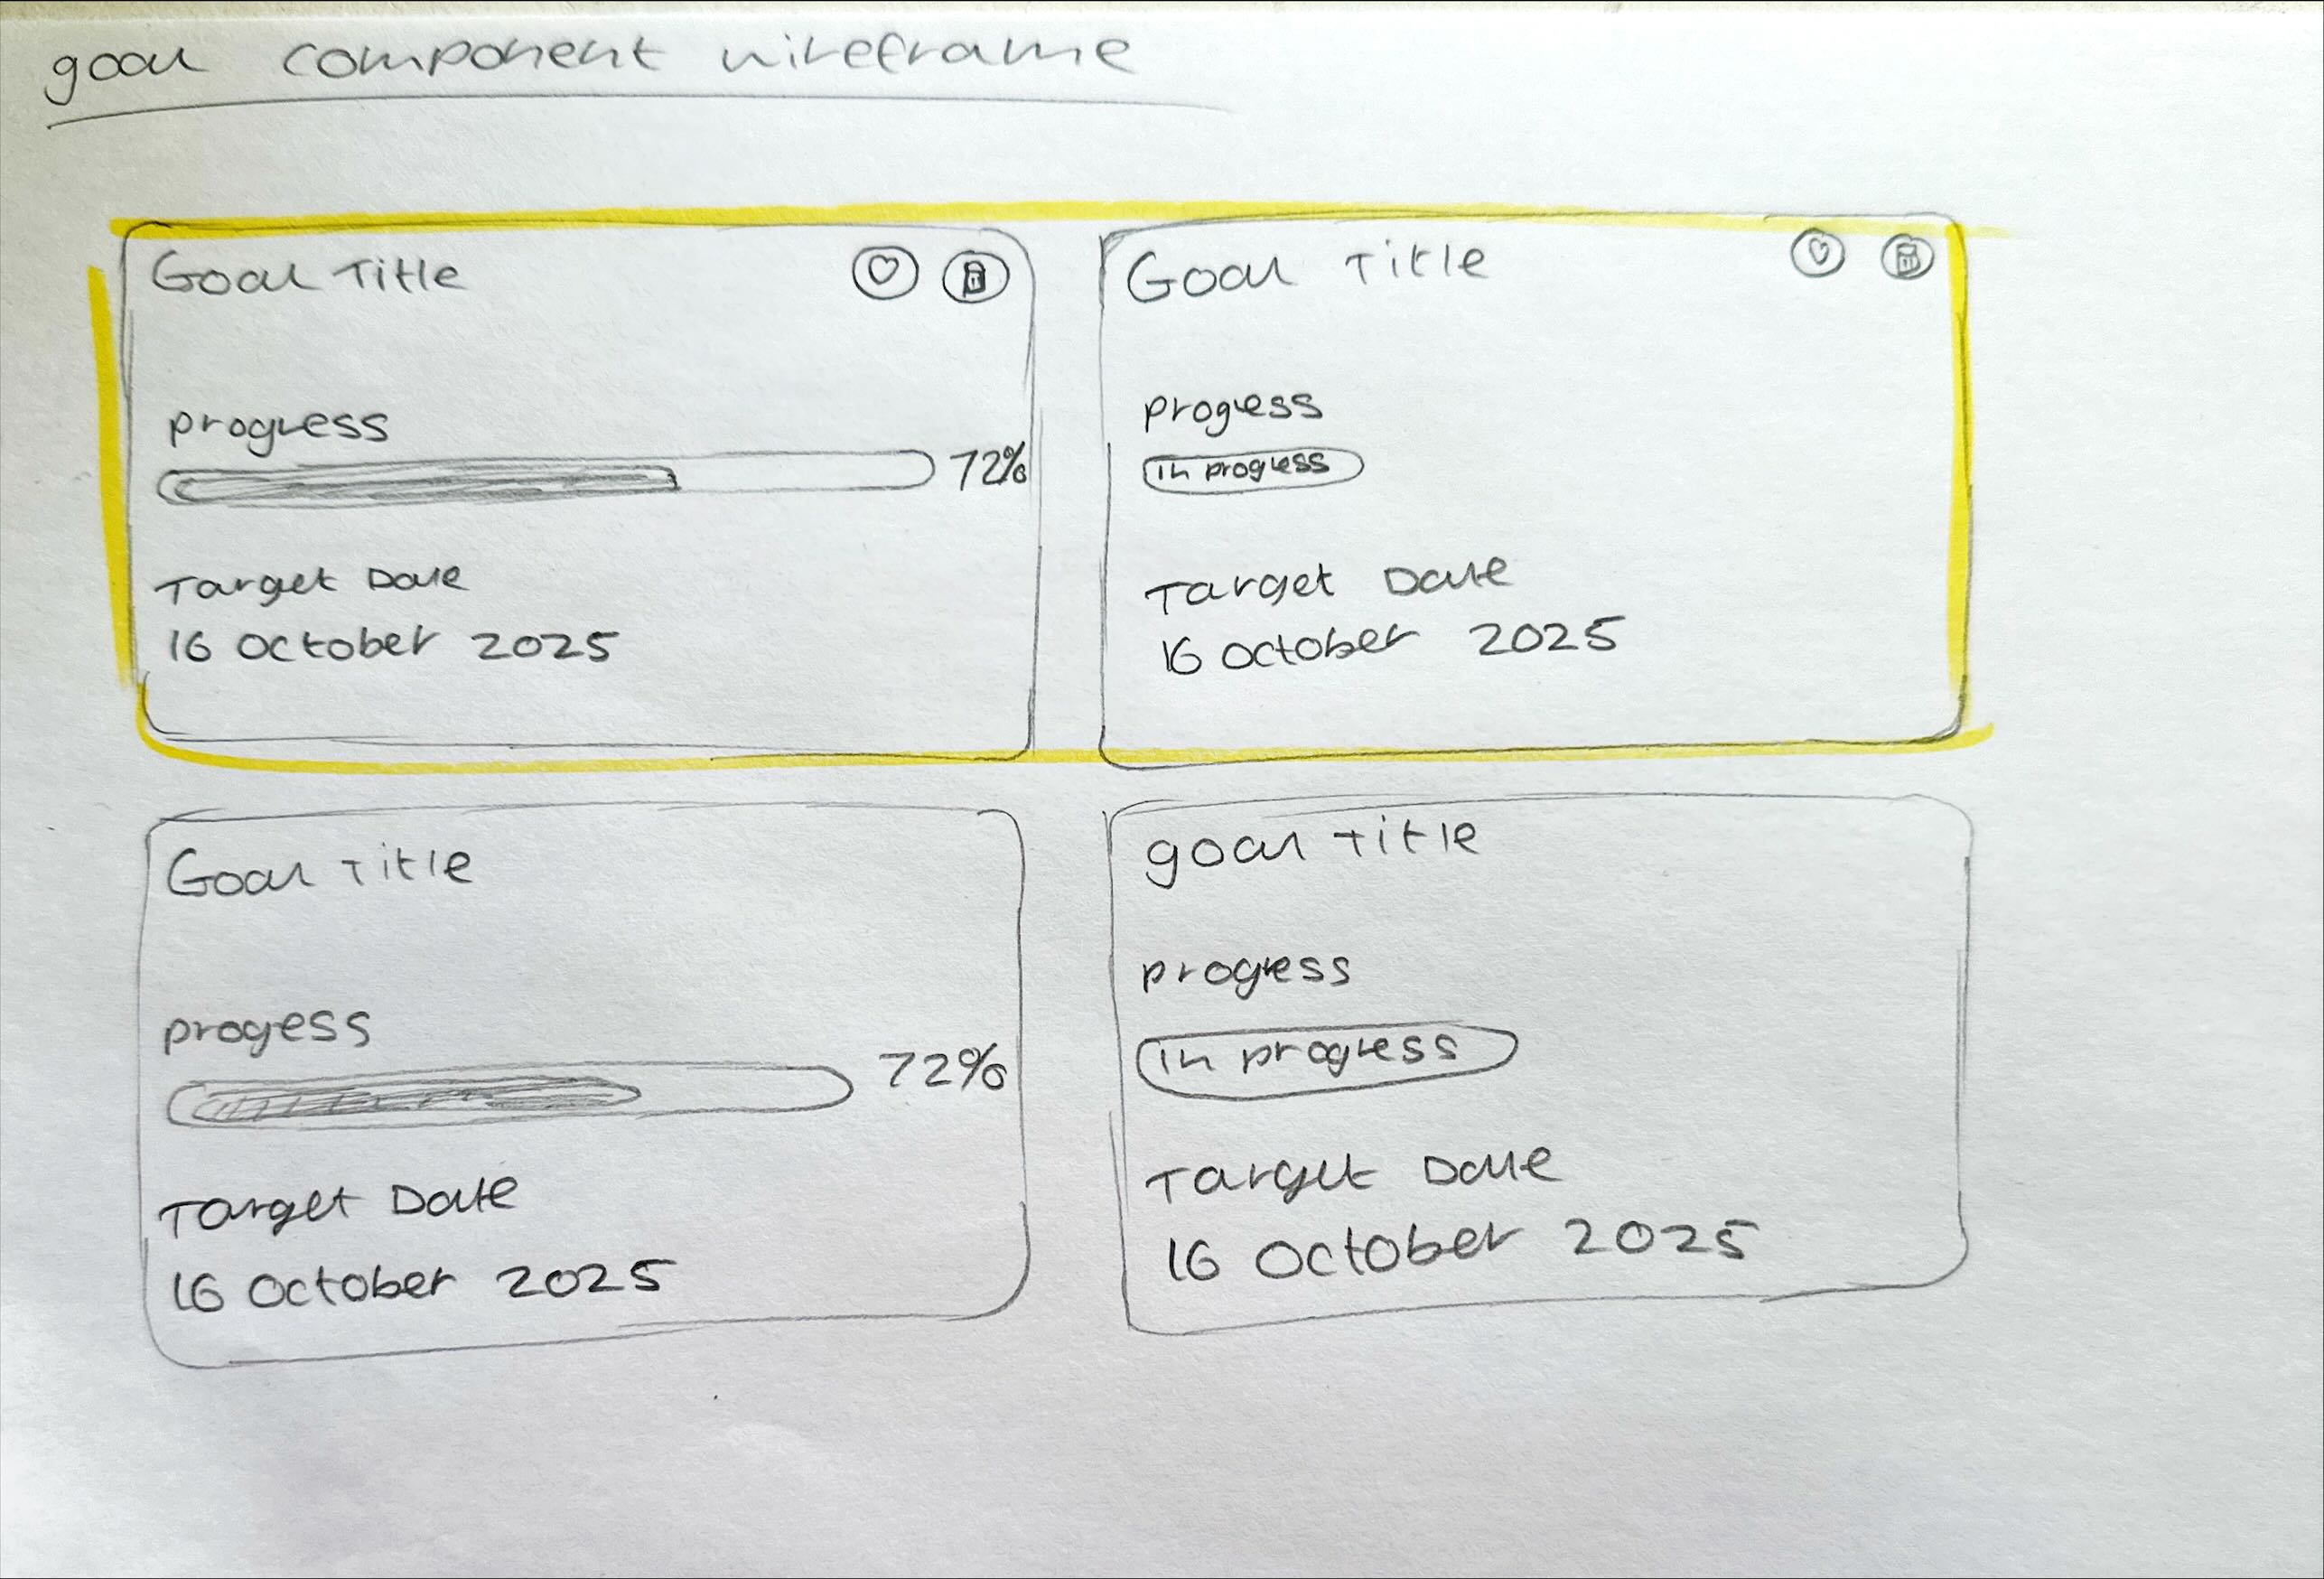 goal component wireframe
Goal Title
progress
72%
Target Date
16 October 2025
Goal Title
progress
in progress
Target Date
16 October 2025
Goal Title
progess
72%
Target Date
16 October 2025
goal Title
progress
in progress
Target Date
16 October 2025